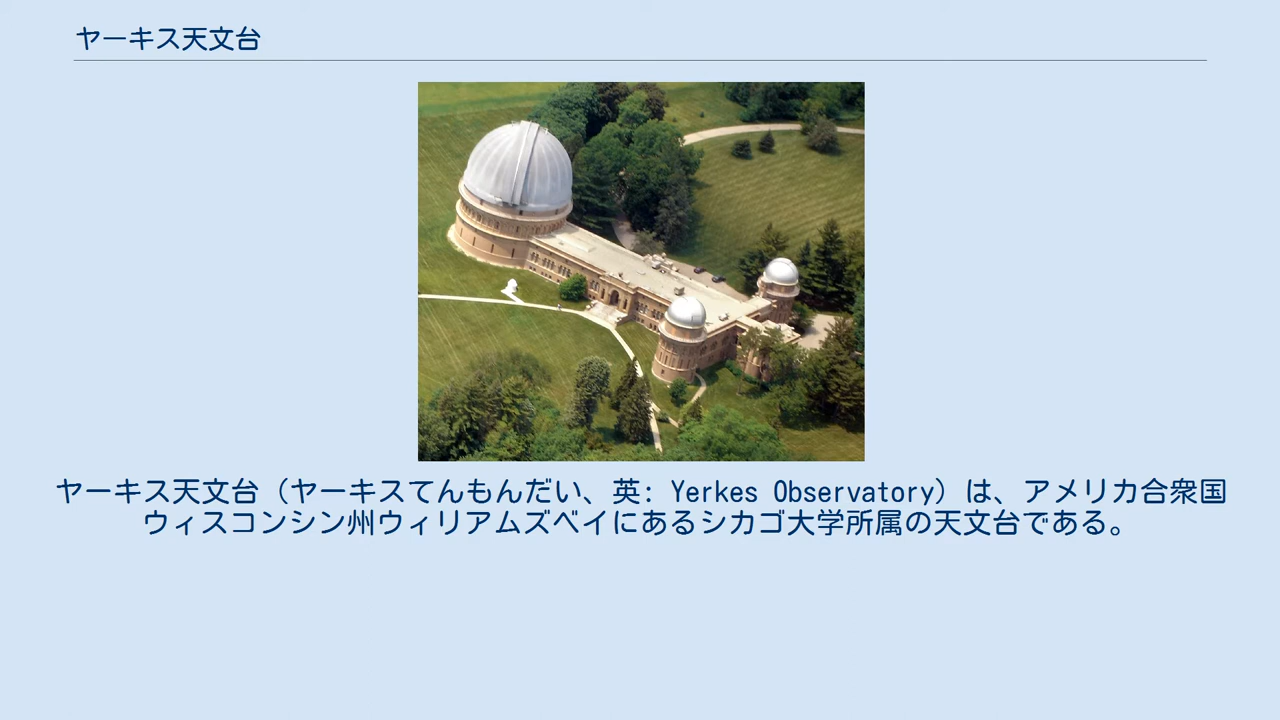 ヤーキス天文台
ヤーキス天文台（ヤーキスてんもんだい、英: Yerkes Observatory）は、アメリカ合衆国
ウィスコンシン州ウィリアムズベイにあるシカゴ大学所属の天文台である。